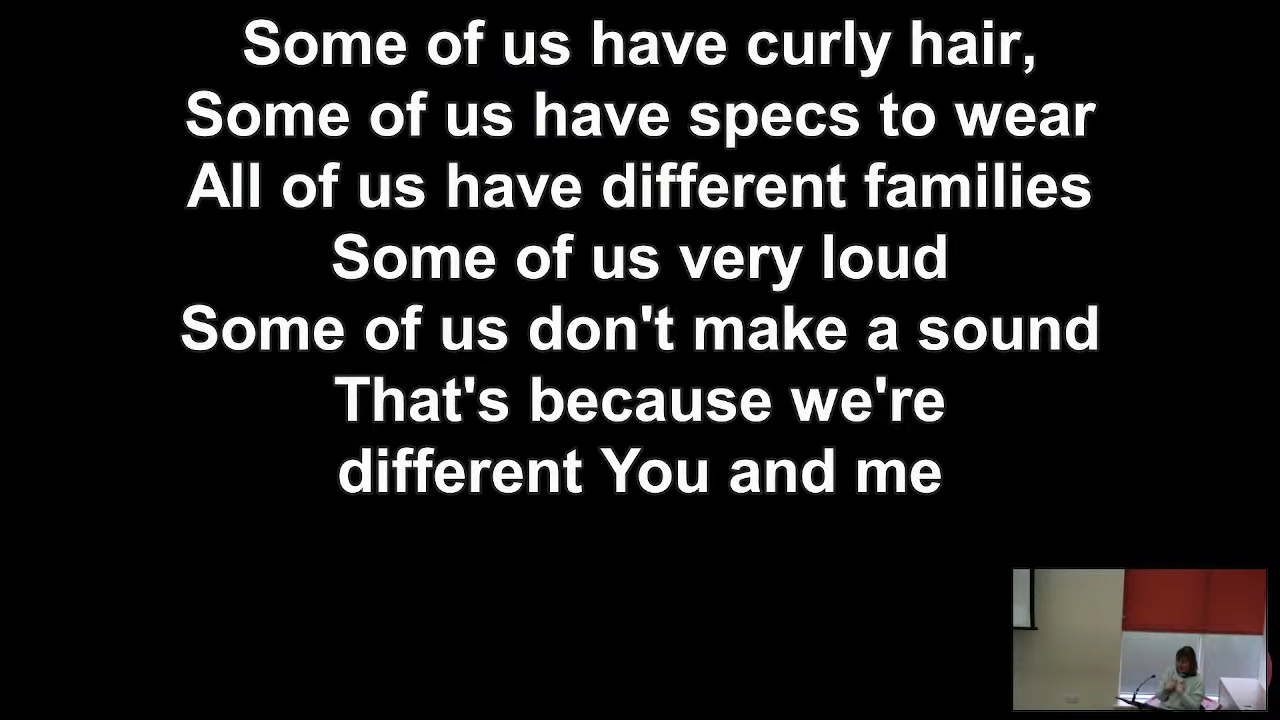 Some of us have curly hair,
Some of us have specs to wear
All of us have different families
Some of us very loud
Some of us don't make a sound
That's because we're
different You and me